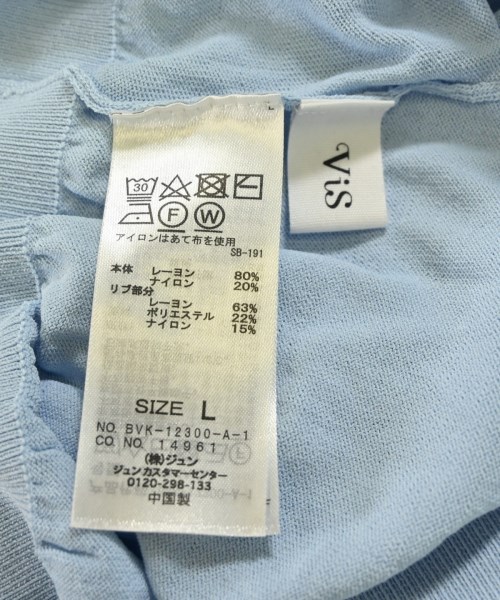 ViS
30
F W
アイロンはあて布を使用
SB-191
本体 レーヨン 80%
ナイロン 20%
リブ部分
レーヨン 63%
ポリエステル 22%
ナイロン 15%
SIZE L
NO. BVK-12300-A-1
CO. NO. 14961
(株)ジュン
ジュンカスタマーセンター
0120-298-133
中国製